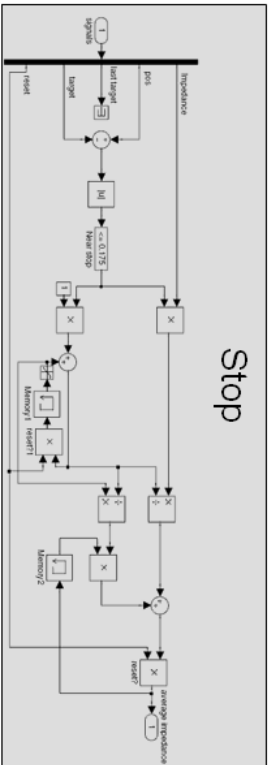 Stop
1
signals
Impedance
pos
last target
target
reset
|u|
<= 0.175
Near stop
1
×
×
Memory1
×
reset?1
÷
×
÷
×
×
Memory2
×
reset?
average impedance
1